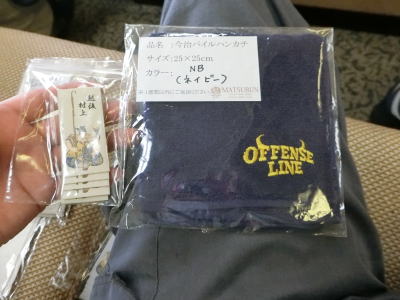 越後
村上
品名：今治パイルハンカチ
サイズ：25×25cm
カラー： NB
(ネイビー)
MATSUBUN
OFFENSE
LINE